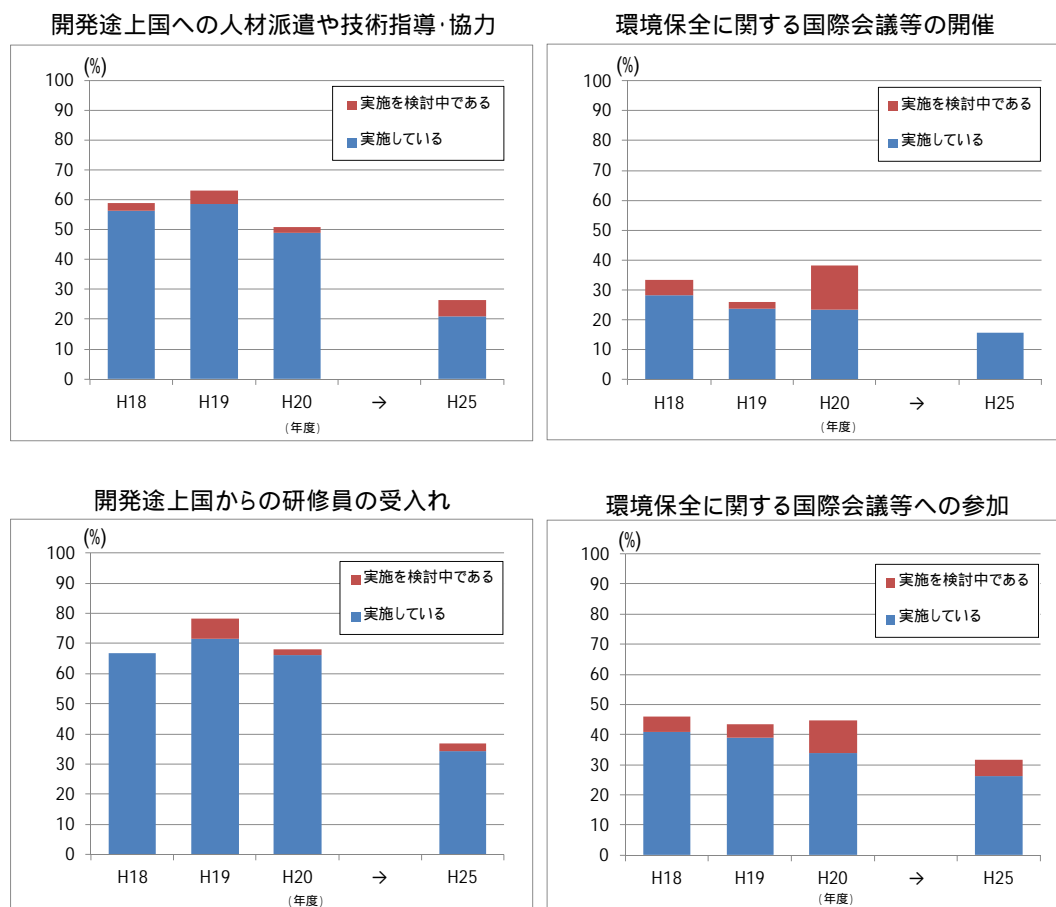 開発途上国への人材派遣や技術指導・協力
(%)
100
90
80
70
60
50
40
30
20
10
0
実施を検討中である
実施している
H18 H19 H20 → H25
(年度)
環境保全に関する国際会議等の開催
(%)
100
90
80
70
60
50
40
30
20
10
0
実施を検討中である
実施している
H18 H19 H20 → H25
(年度)
開発途上国からの研修員の受入れ
(%)
100
90
80
70
60
50
40
30
20
10
0
実施を検討中である
実施している
H18 H19 H20 → H25
(年度)
環境保全に関する国際会議等への参加
(%)
100
90
80
70
60
50
40
30
20
10
0
実施を検討中である
実施している
H18 H19 H20 → H25
(年度)